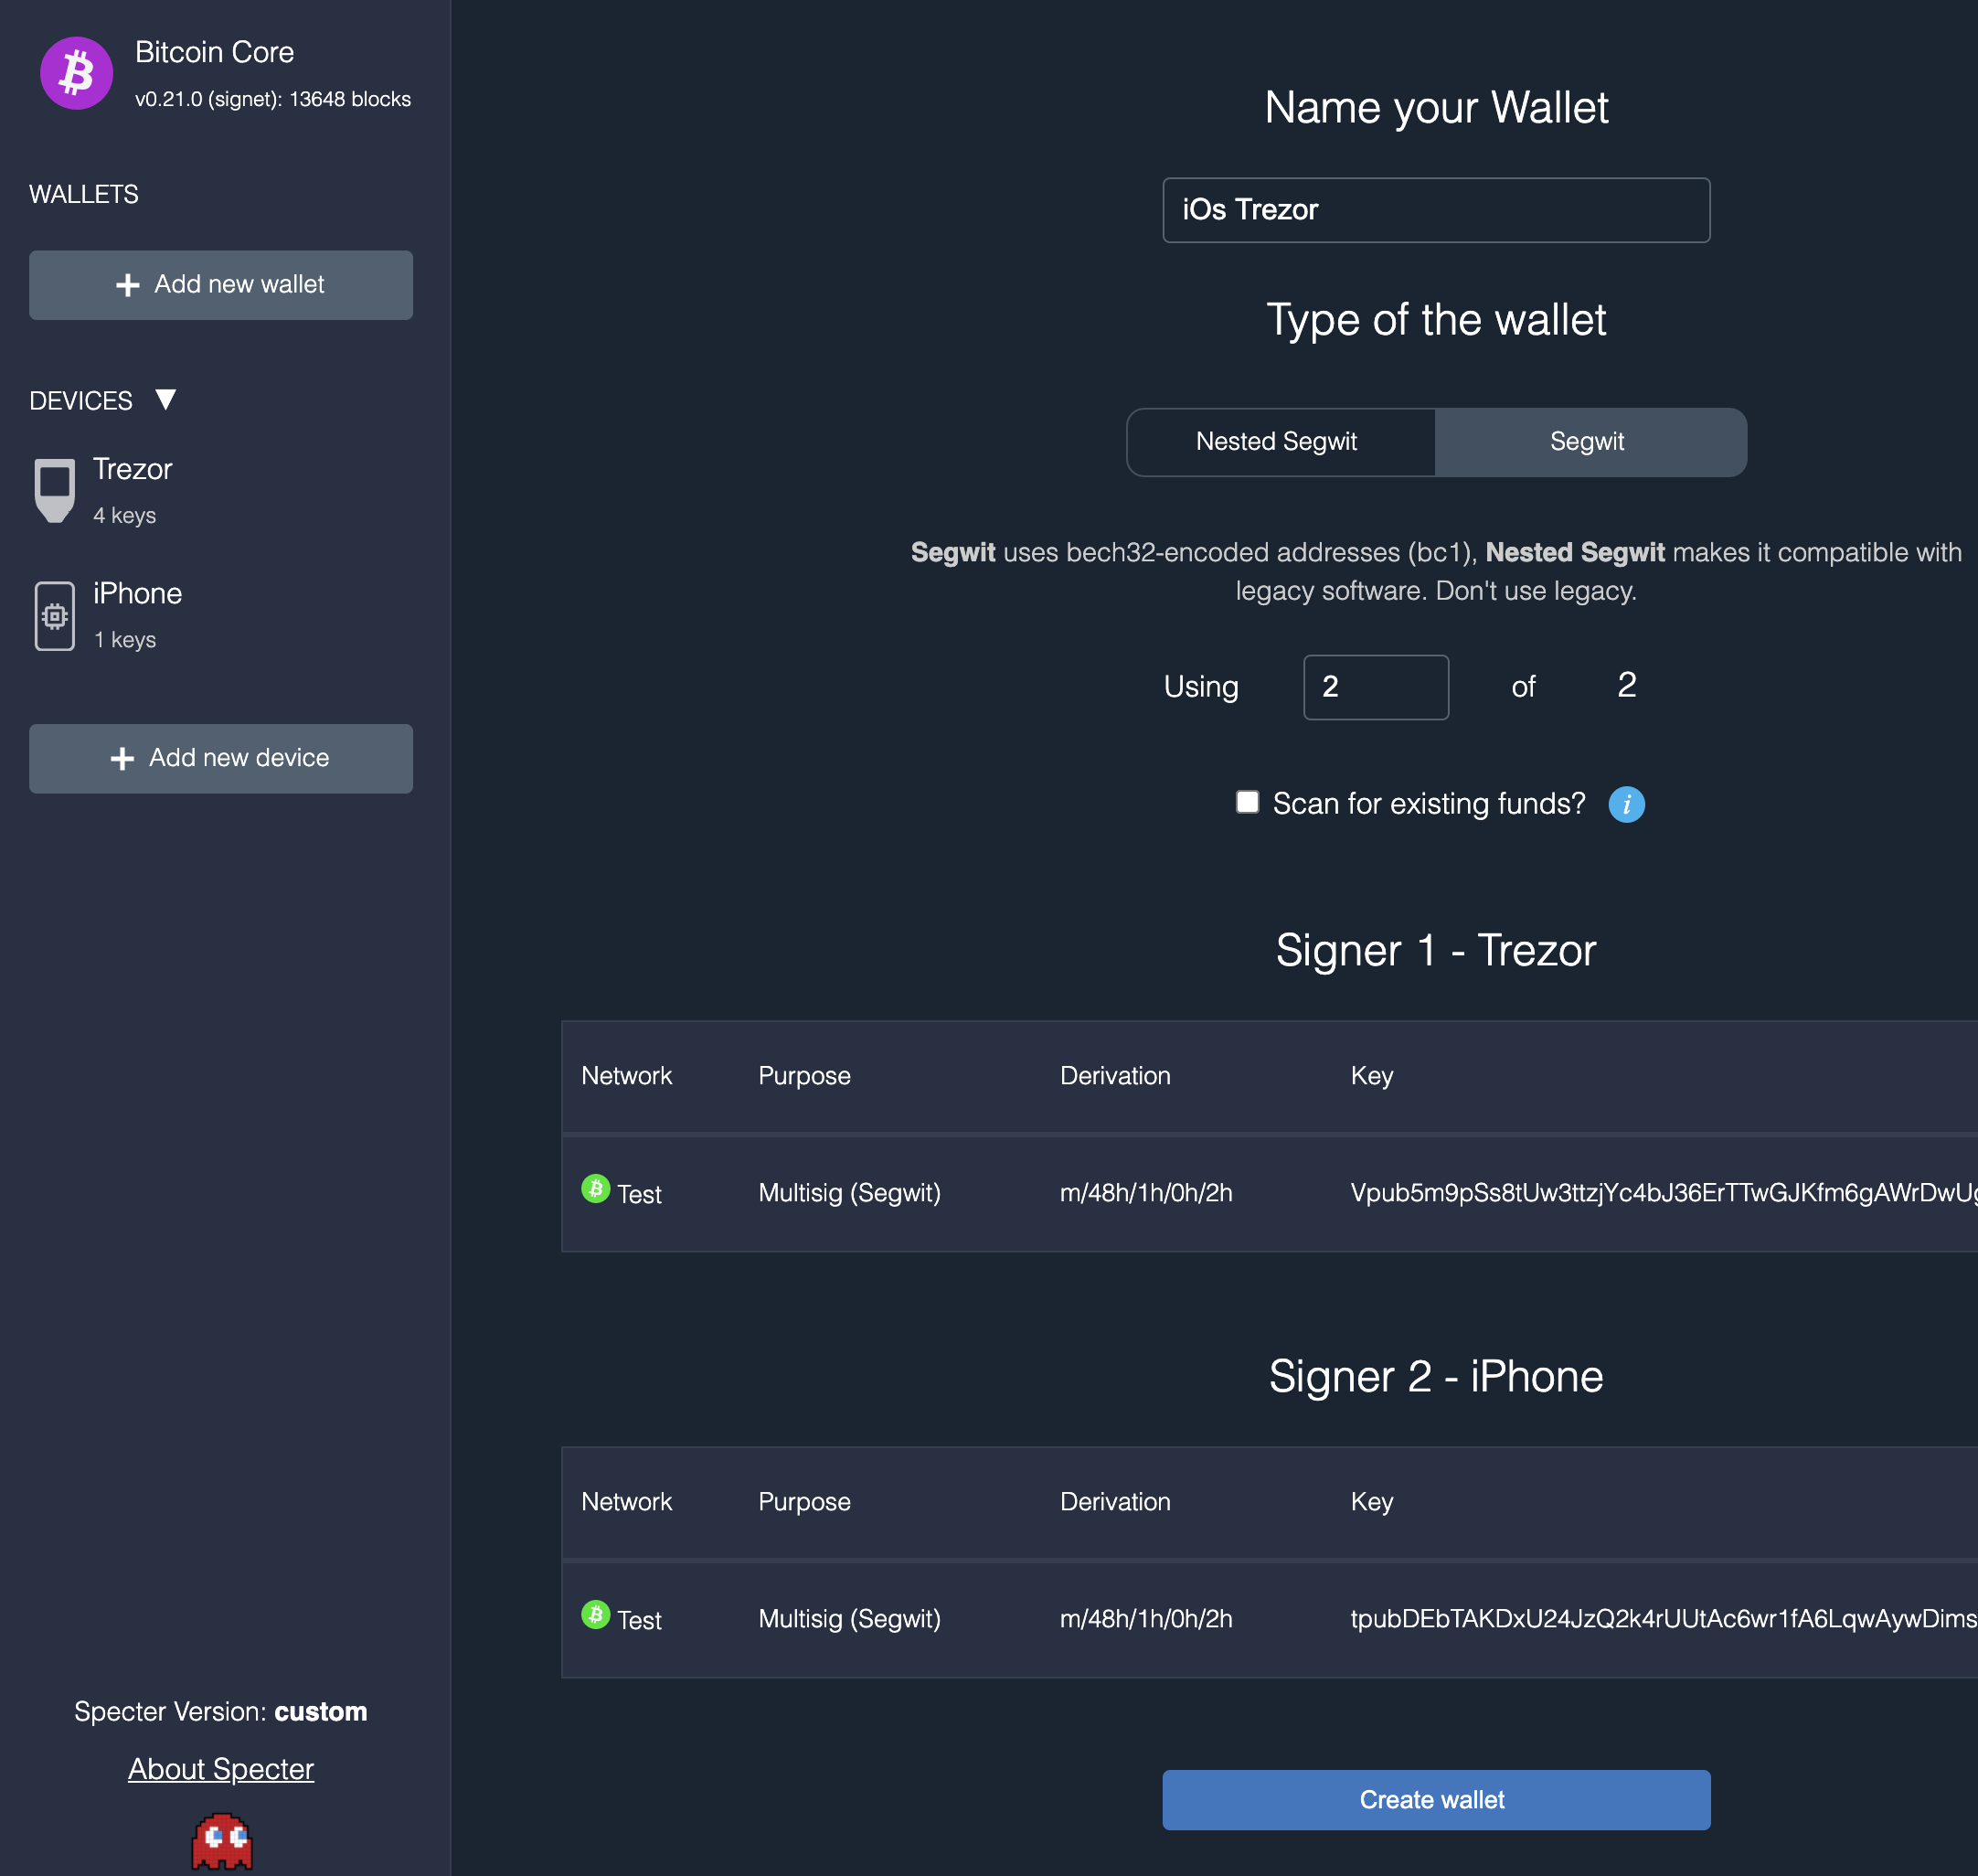 Bitcoin Core
v0.21.0 (signet): 13648 blocks
WALLETS
+ Add new wallet
DEVICES ▼
Trezor
4 keys
iPhone
1 keys
+ Add new device
Specter Version: custom
About Specter
Name your Wallet
iOs Trezor
Type of the wallet
Nested Segwit Segwit
Segwit uses bech32-encoded addresses (bc1), Nested Segwit makes it compatible with
legacy software. Don't use legacy.
Using 2 of 2
Scan for existing funds? i
Signer 1 - Trezor
Network Purpose Derivation Key
Test Multisig (Segwit) m/48h/1h/0h/2h Vpub5m9pSs8tUw3ttzjYc4bJ36ErTTwGJKfm6gAWrDwUg
Signer 2 - iPhone
Network Purpose Derivation Key
Test Multisig (Segwit) m/48h/1h/0h/2h tpubDEbTAKDxU24JzQ2k4rUUtAc6wr1fA6LqwAywDims
Create wallet